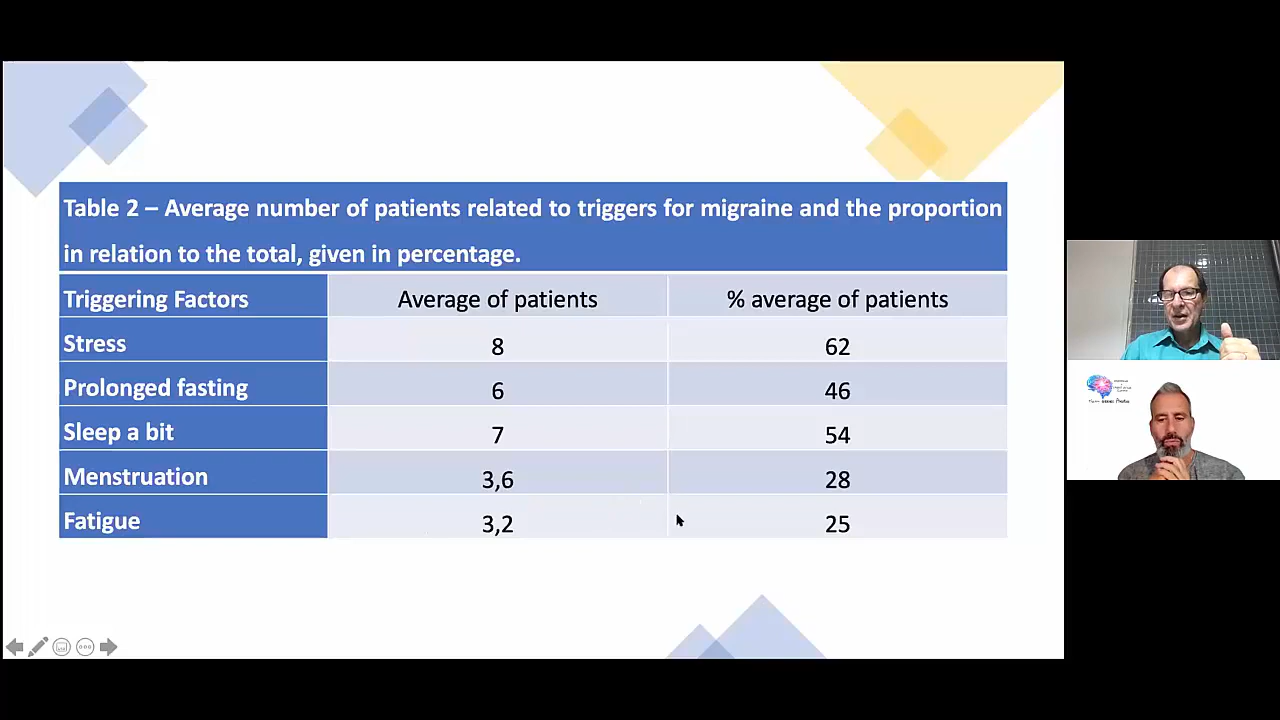 Table 2 – Average number of patients related to triggers for migraine and the proportion
in relation to the total, given in percentage.
Triggering Factors Average of patients % average of patients
Stress 8 62
Prolonged fasting 6 46
Sleep a bit 7 54
Menstruation 3,6 28
Fatigue 3,2 25